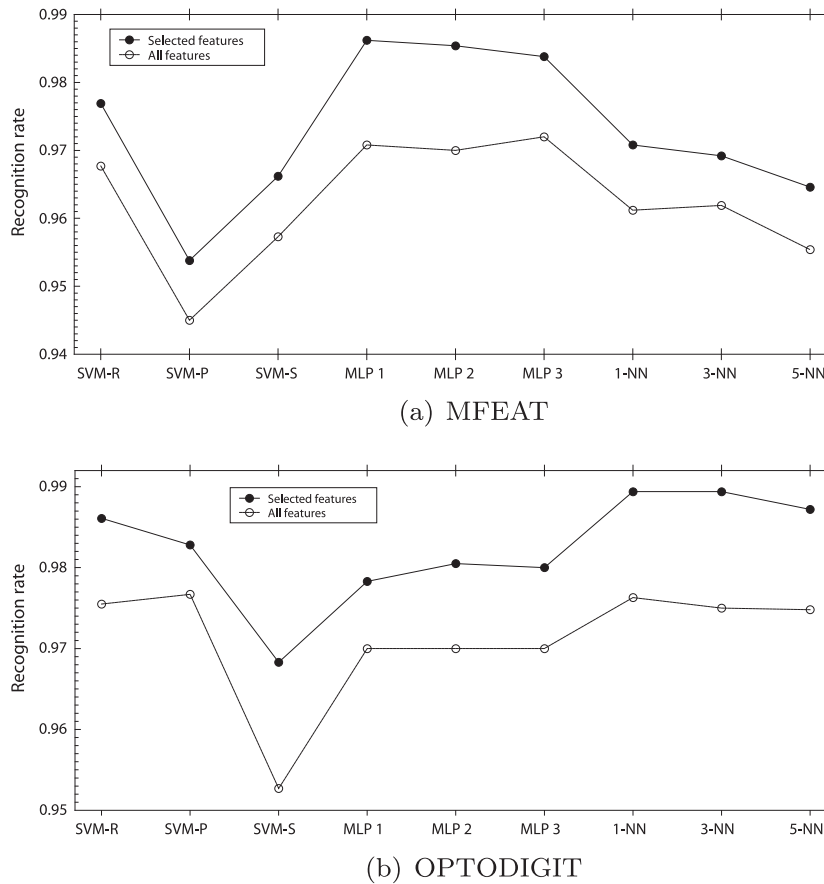 0.99
0.98
0.97
0.96
0.95
0.94
Recognition rate
Selected features
All features
SVM-R SVM-P SVM-S MLP 1 MLP 2 MLP 3 1-NN 3-NN 5-NN
(a) MFEAT
0.99
0.98
0.97
0.96
0.95
Recognition rate
Selected features
All features
SVM-R SVM-P SVM-S MLP 1 MLP 2 MLP 3 1-NN 3-NN 5-NN
(b) OPTODIGIT